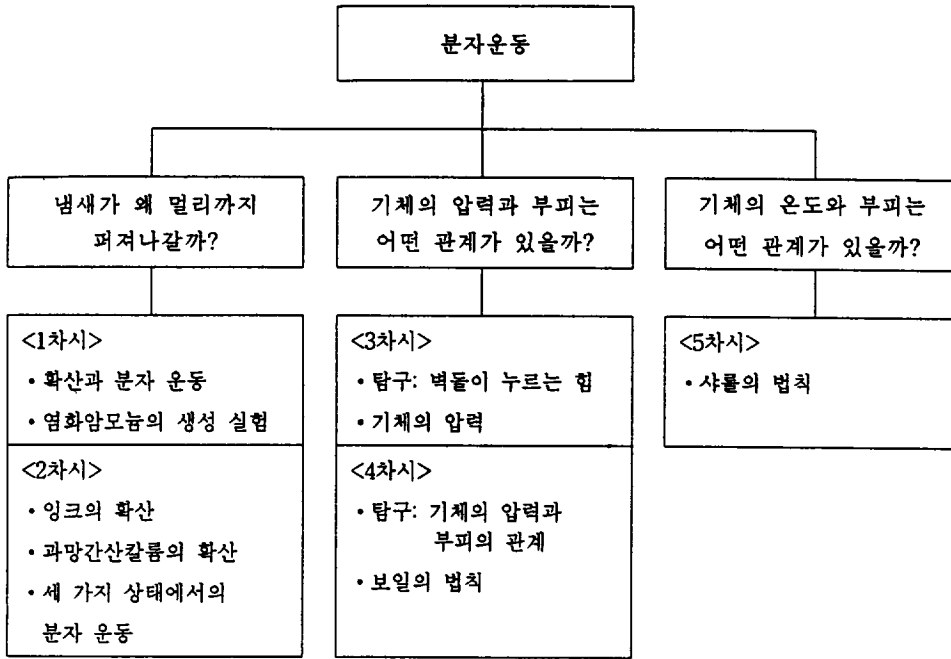 분자운동
냄새가 왜 멀리까지
퍼져나갈까?
기체의 압력과 부피는
어떤 관계가 있을까?
기체의 온도와 부피는
어떤 관계가 있을까?
<1차시>
• 확산과 분자 운동
• 염화암모늄의 생성 실험
<2차시>
• 잉크의 확산
• 과망간산칼륨의 확산
• 세 가지 상태에서의
분자 운동
<3차시>
• 탐구: 벽돌이 누르는 힘
• 기체의 압력
<4차시>
• 탐구: 기체의 압력과
부피의 관계
• 보일의 법칙
<5차시>
• 샤를의 법칙